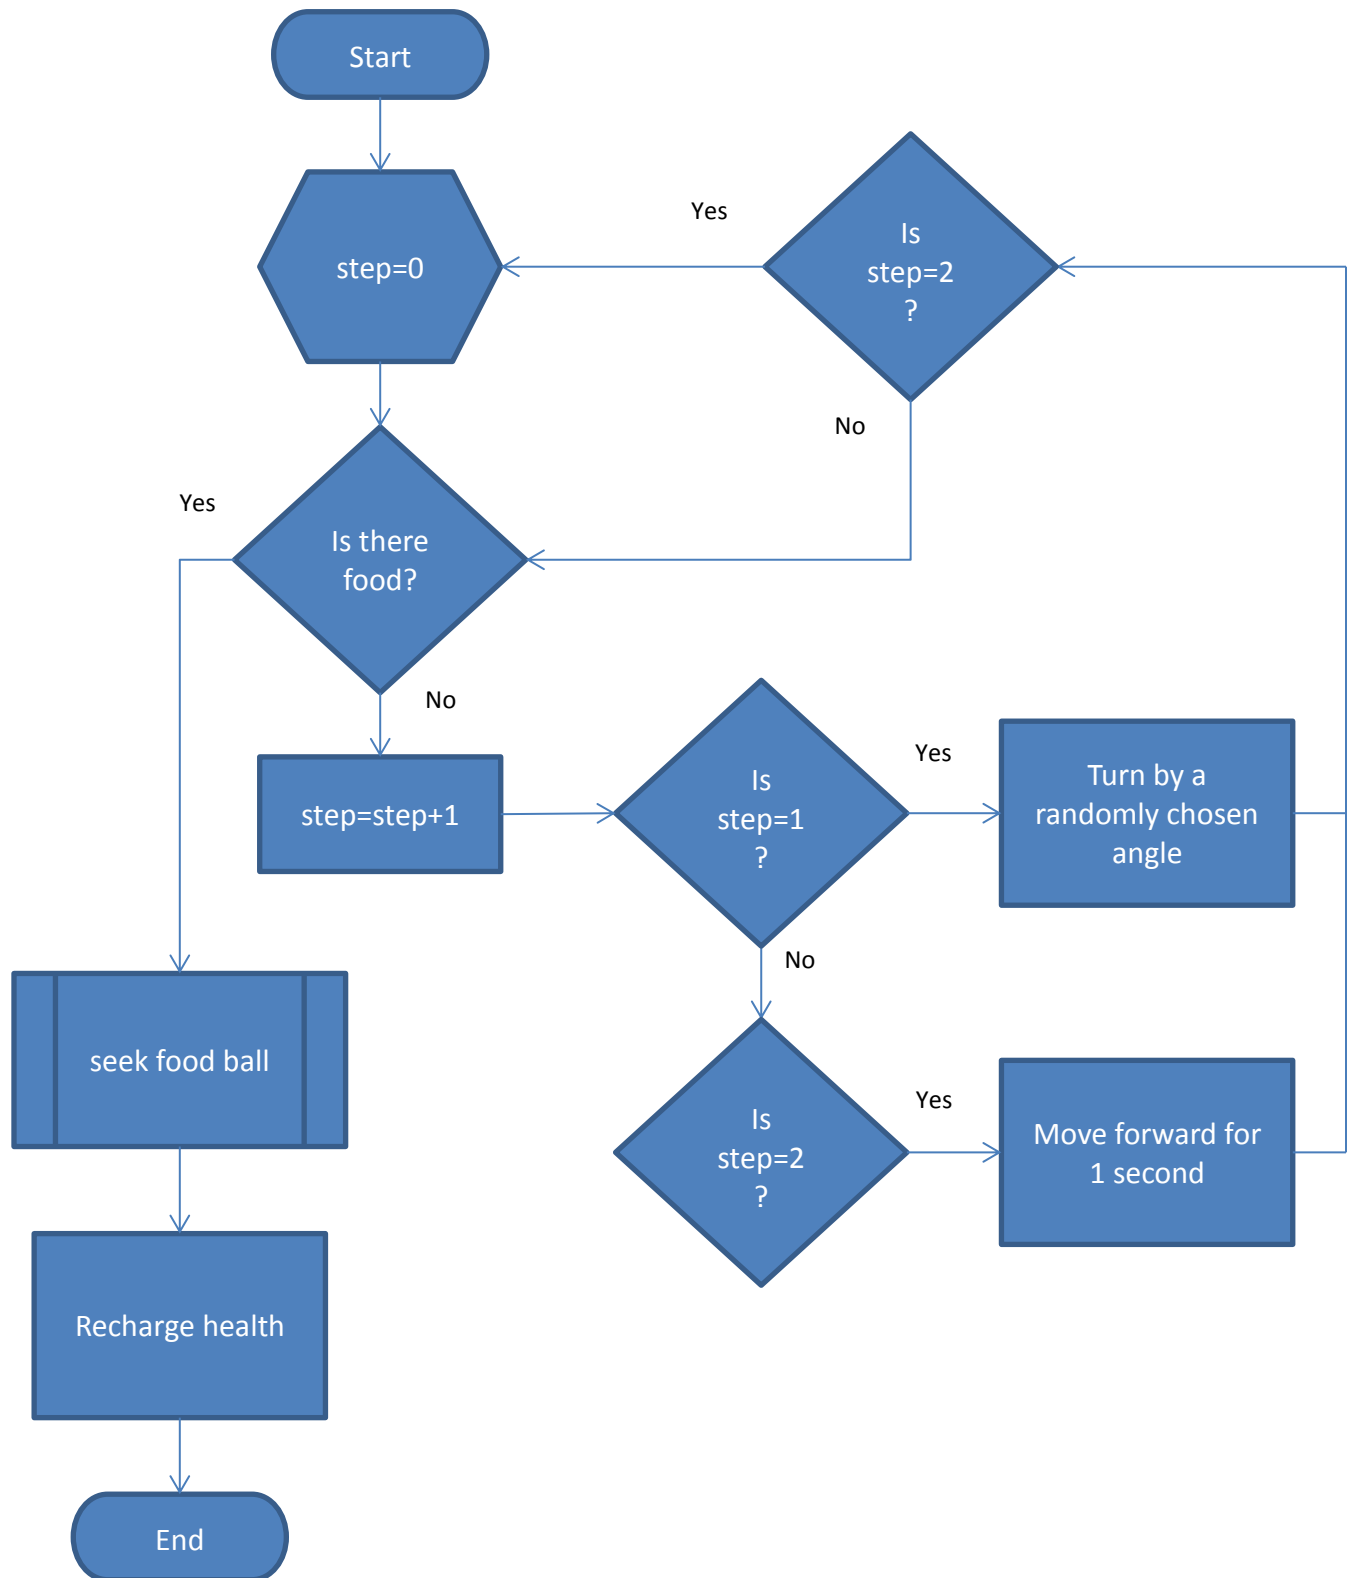 Start
step=0
Yes
Is
step=2
?
No
Yes
Is there
food?
No
step=step+1
Is
step=1
?
Yes
Turn by a
randomly chosen
angle
No
seek food ball
Is
step=2
?
Yes
Move forward for
1 second
Recharge health
End